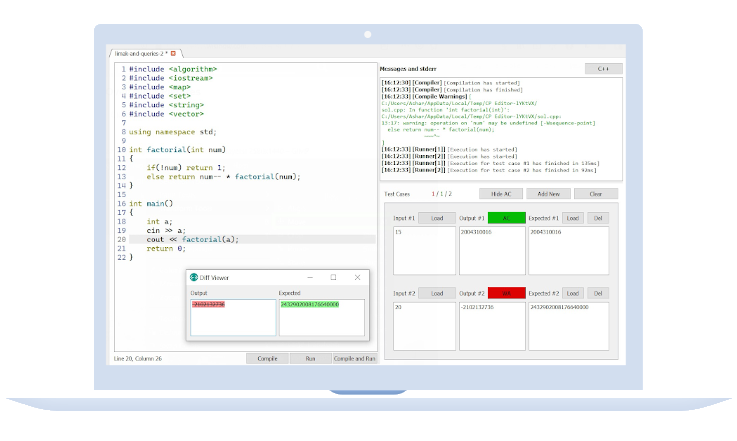 limak-and-queries-2 *
1 #include <algorithm>
2 #include <iostream>
3 #include <map>
4 #include <set>
5 #include <string>
6 #include <vector>
7
8 using namespace std;
9
10 int factorial(int num)
11 {
12 if(!num) return 1;
13 else return num-- * factorial(num);
14 }
15
16 int main()
17 {
18 int a;
19 cin >> a;
20 cout << factorial(a);
21 return 0;
22 }
Diff Viewer
Output Expected
-2102132736 2432902008176640000
Line 20, Column 26 Compile Run Compile and Run
Messages and stderr C++
[16:12:30] [Compiler] [Compilation has started]
[16:12:33] [Compiler] [Compilation has finished]
[16:12:33] [Compile Warnings] [
C:/Users/Ashar/AppData/Local/Temp/CP Editor-IYKtUX/
sol.cpp: In function 'int factorial(int)':
C:/Users/Ashar/AppData/Local/Temp/CP Editor-IYKtUX/sol.cpp:
13:17: warning: operation on 'num' may be undefined [-Wsequence-point]
else return num-- * factorial(num);
~~~^~
]
[16:12:33] [Runner[1]] [Execution has started]
[16:12:33] [Runner[2]] [Execution has started]
[16:12:33] [Runner[1]] [Execution for test case #1 has finished in 135ms]
[16:12:33] [Runner[2]] [Execution for test case #2 has finished in 92ms]
Test Cases 1 / 1 / 2 Hide AC Add New Clear
Input #1 Load Output #1 AC Expected #1 Load Del
15 2004310016 2004310016
Input #2 Load Output #2 WA Expected #2 Load Del
20 -2102132736 2432902008176640000